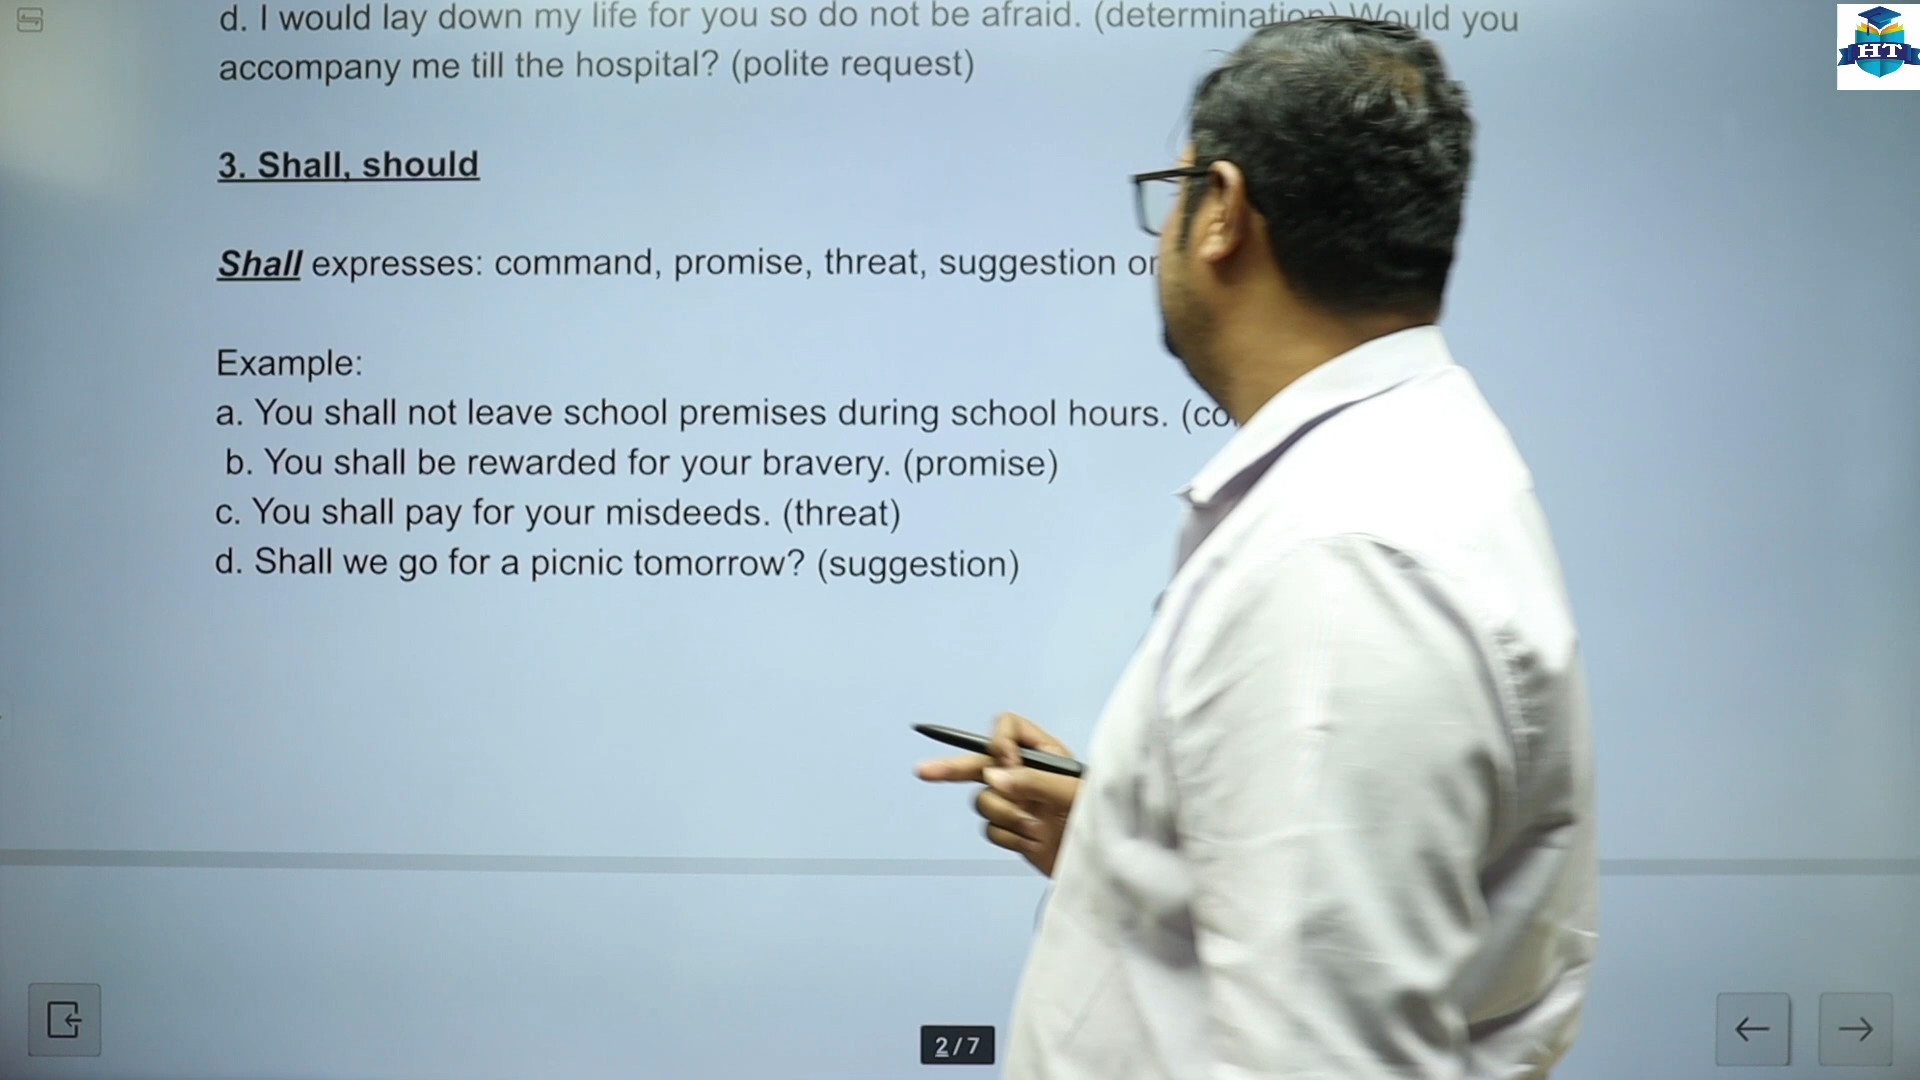 d. I would lay down my life for you so do not be afraid. (determination) Would you
accompany me till the hospital? (polite request)
3. Shall, should
Shall expresses: command, promise, threat, suggestion or
Example:
a. You shall not leave school premises during school hours.
b. You shall be rewarded for your bravery. (promise)
c. You shall pay for your misdeeds. (threat)
d. Shall we go for a picnic tomorrow? (suggestion)
2/7
HT